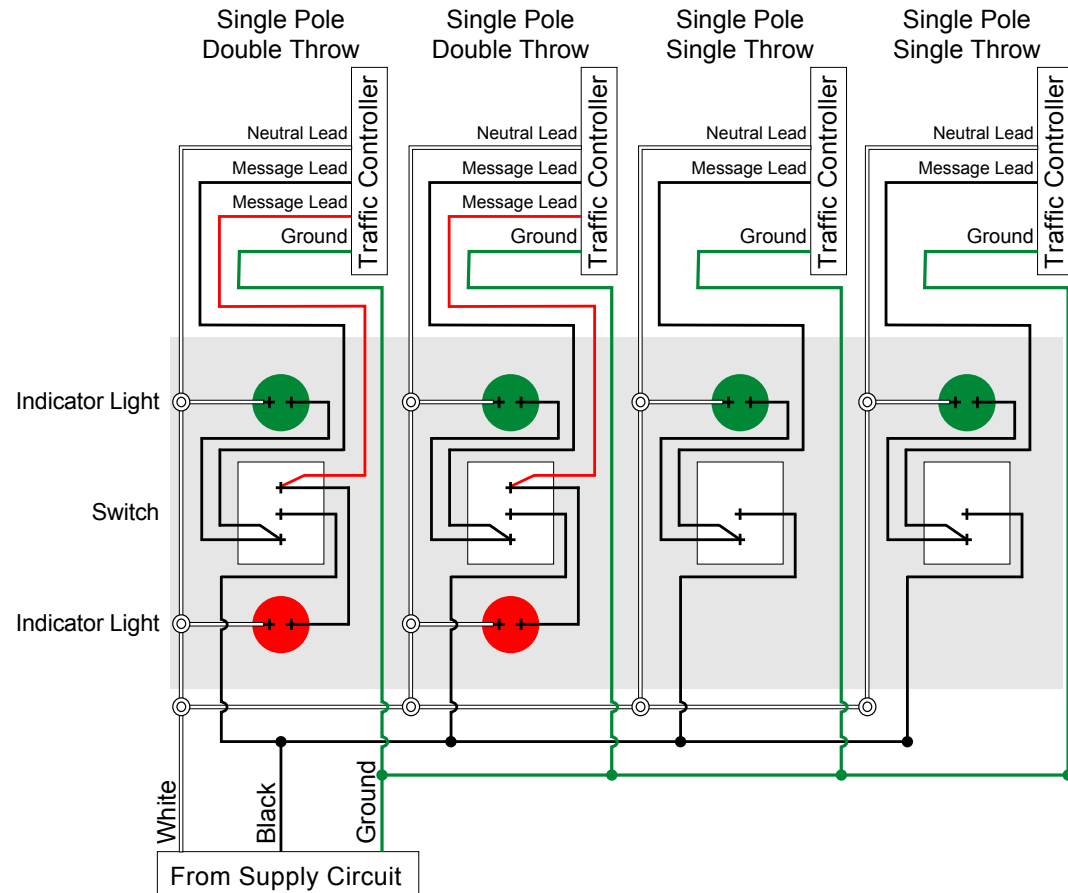 Single Pole
Double Throw
Single Pole
Double Throw
Single Pole
Single Throw
Single Pole
Single Throw
Traffic Controller
Traffic Controller
Traffic Controller
Traffic Controller
Neutral Lead
Neutral Lead
Neutral Lead
Neutral Lead
Message Lead
Message Lead
Message Lead
Message Lead
Message Lead
Message Lead
Ground
Ground
Ground
Ground
Indicator Light
Switch
Indicator Light
White
Black
Ground
From Supply Circuit